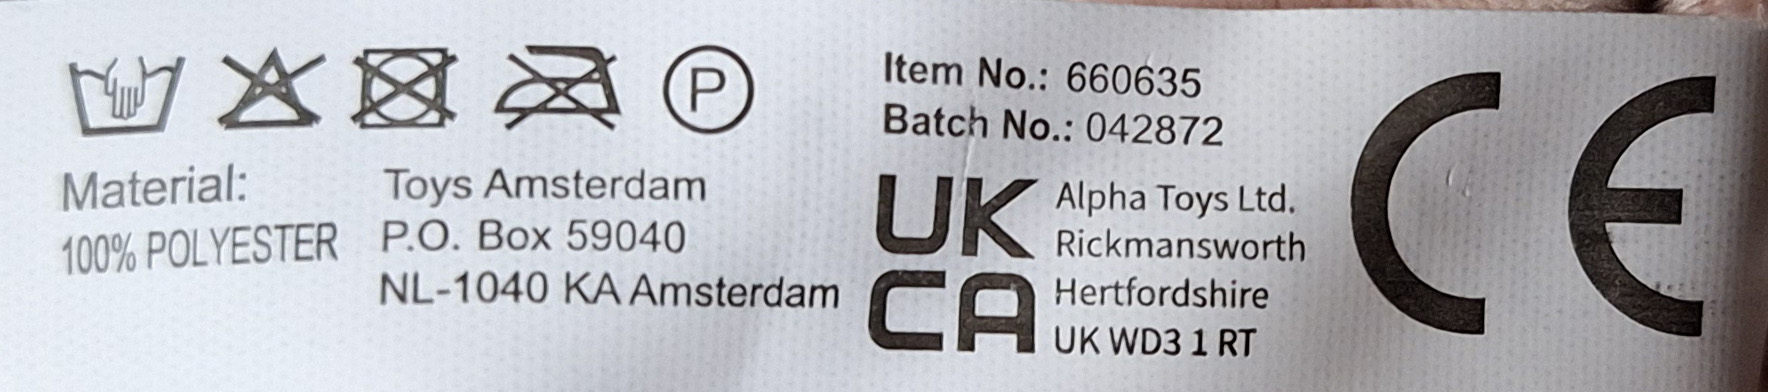 P
Material:
100% POLYESTER
Toys Amsterdam
P.O. Box 59040
NL-1040 KA Amsterdam
Item No.: 660635
Batch No.: 042872
UK
CA
Alpha Toys Ltd.
Rickmansworth
Hertfordshire
UK WD3 1 RT
CE